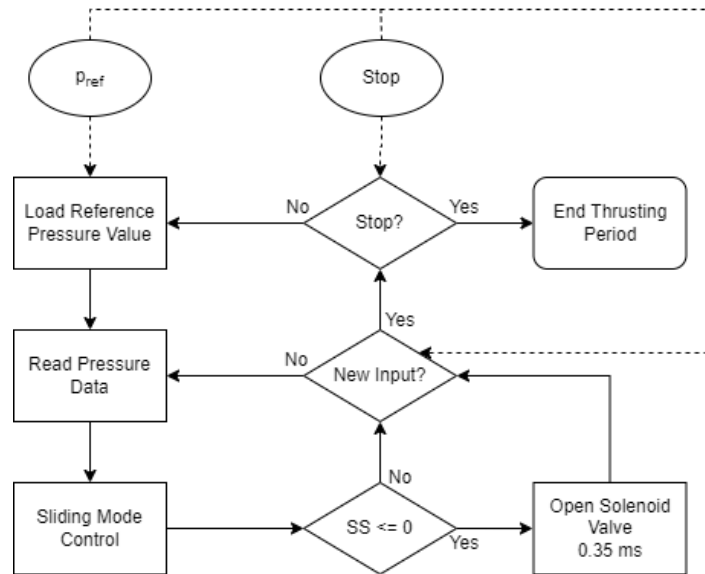 p_ref
Stop
Load Reference
Pressure Value
No
Stop?
Yes
End Thrusting
Period
Yes
Read Pressure
Data
No
New Input?
No
Sliding Mode
Control
SS <= 0
Yes
Open Solenoid
Valve
0.35 ms